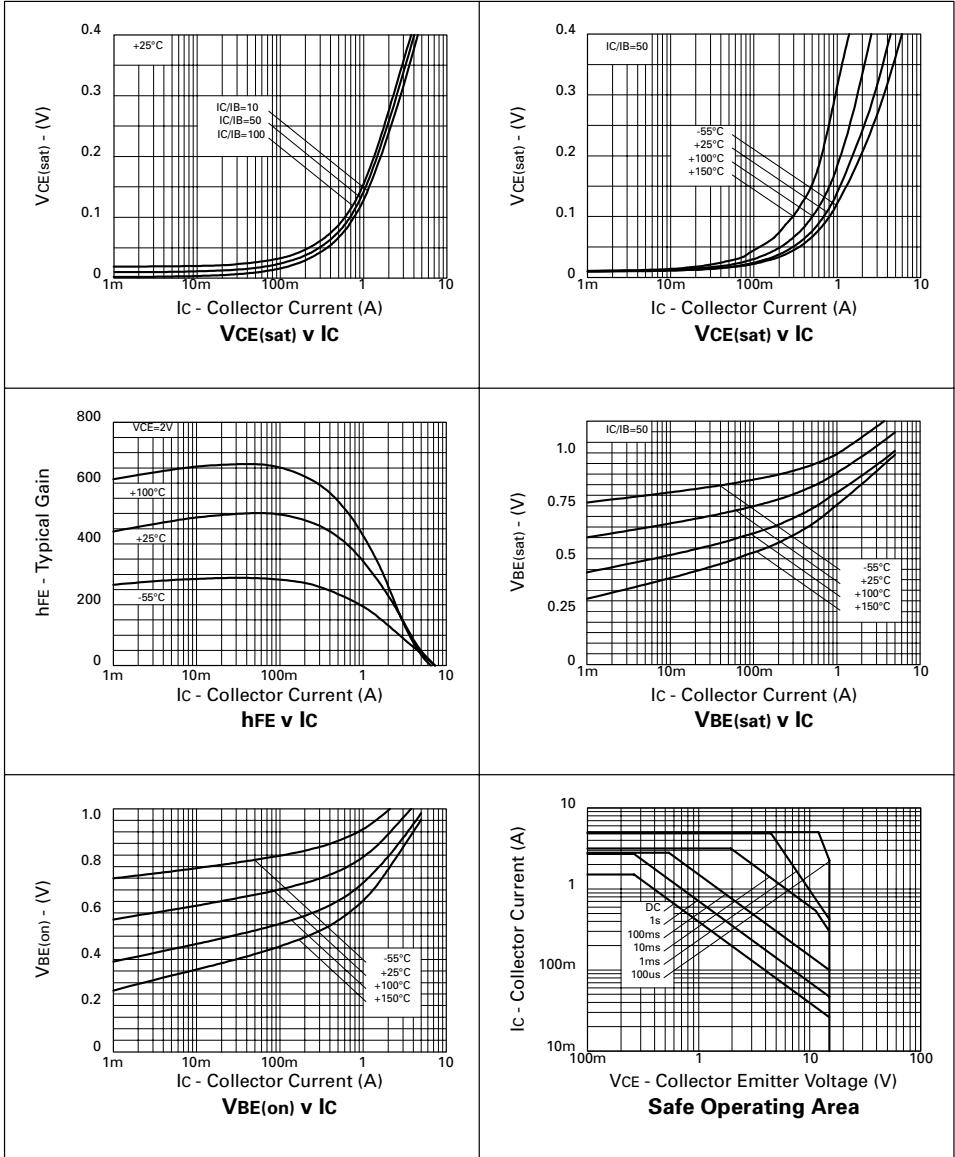 0.4
+25°C
0.3
IC/IB=10
IC/IB=50
IC/IB=100
0.2
0.1
0
VCE(sat) - (V)
1m 10m 100m 1 10
IC - Collector Current (A)
VCE(sat) v IC
0.4
IC/IB=50
0.3
0.2
-55°C
+25°C
+100°C
+150°C
0.1
0
VCE(sat) - (V)
1m 10m 100m 1 10
IC - Collector Current (A)
VCE(sat) v IC
800
VCE=2V
600
+100°C
400
+25°C
200
-55°C
0
hFE - Typical Gain
1m 10m 100m 1 10
IC - Collector Current (A)
hFE v IC
IC/IB=50
1.0
0.75
0.5
-55°C
+25°C
+100°C
+150°C
0.25
0
VBE(sat) - (V)
1m 10m 100m 1 10
IC - Collector Current (A)
VBE(sat) v IC
1.0
0.8
0.6
0.4
-55°C
+25°C
+100°C
+150°C
0.2
0
VBE(on) - (V)
1m 10m 100m 1 10
IC - Collector Current (A)
VBE(on) v IC
10
1
DC
1s
100ms
10ms
1ms
100us
100m
10m
IC - Collector Current (A)
100m 1 10 100
VCE - Collector Emitter Voltage (V)
Safe Operating Area